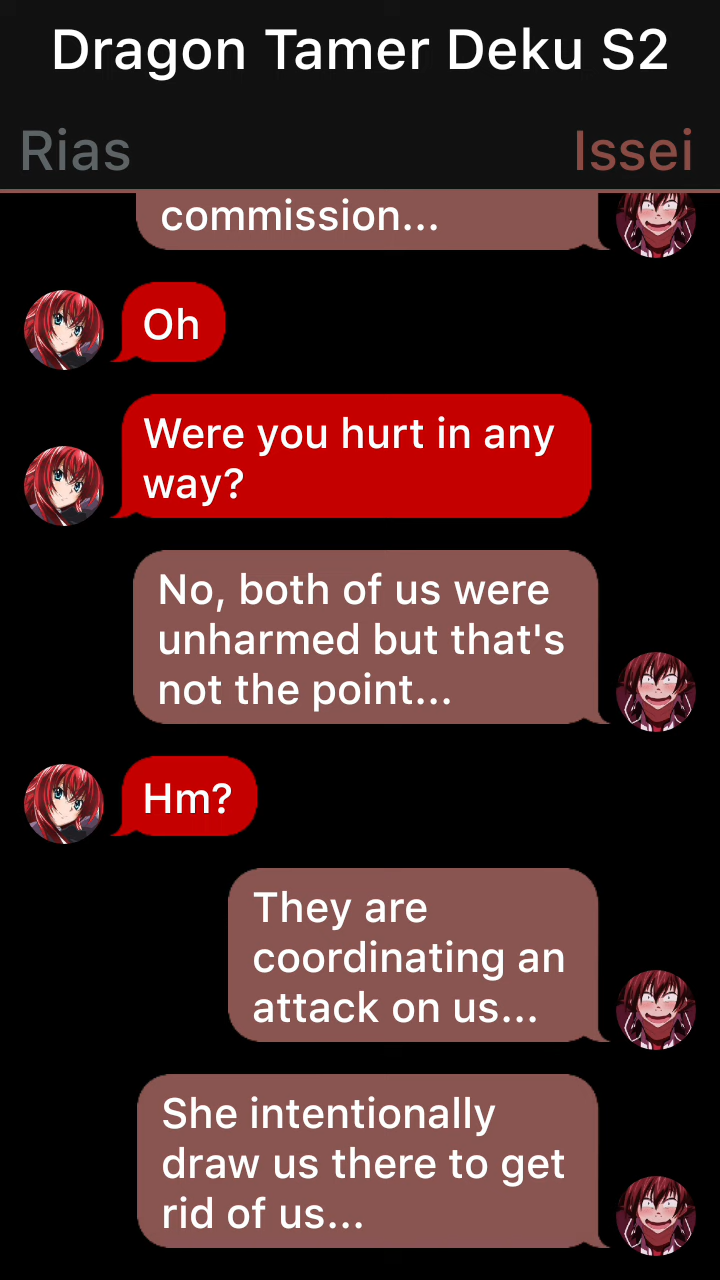 Dragon Tamer Deku S2
Rias
Issei
commission...
Oh
Were you hurt in any
way?
No, both of us were
unharmed but that's
not the point...
Hm?
They are
coordinating an
attack on us...
She intentionally
draw us there to get
rid of us...